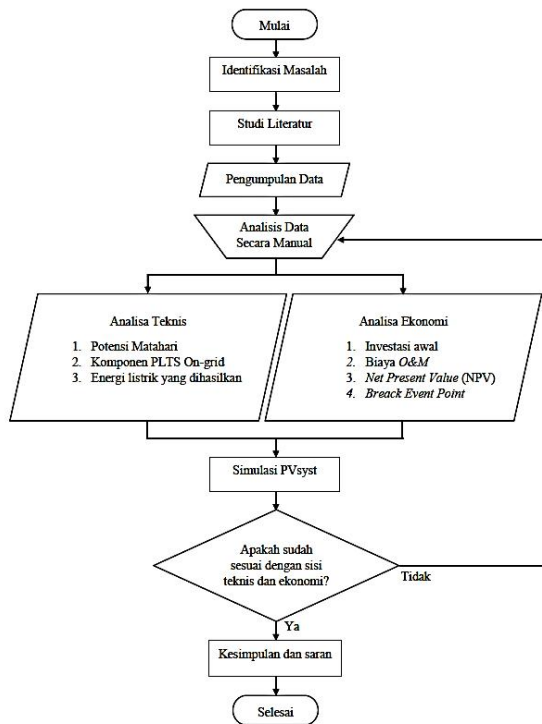 Mulai
Identifikasi Masalah
Studi Literatur
Pengumpulan Data
Analisis Data
Secara Manual
Analisa Teknis
1. Potensi Matahari
2. Komponen PLTS On-grid
3. Energi listrik yang dihasilkan
Analisa Ekonomi
1. Investasi awal
2. Biaya O&M
3. Net Present Value (NPV)
4. Breack Event Point
Simulasi PVsyst
Apakah sudah
sesuai dengan sisi
teknis dan ekonomi?
Tidak
Ya
Kesimpulan dan saran
Selesai